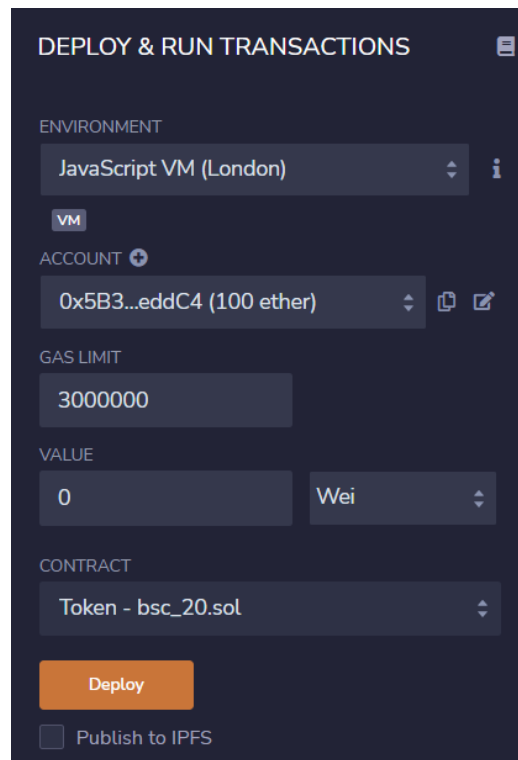 DEPLOY & RUN TRANSACTIONS
ENVIRONMENT
JavaScript VM (London)
VM
ACCOUNT
0x5B3...eddC4 (100 ether)
GAS LIMIT
3000000
VALUE
0 Wei
CONTRACT
Token - bsc_20.sol
Deploy
Publish to IPFS